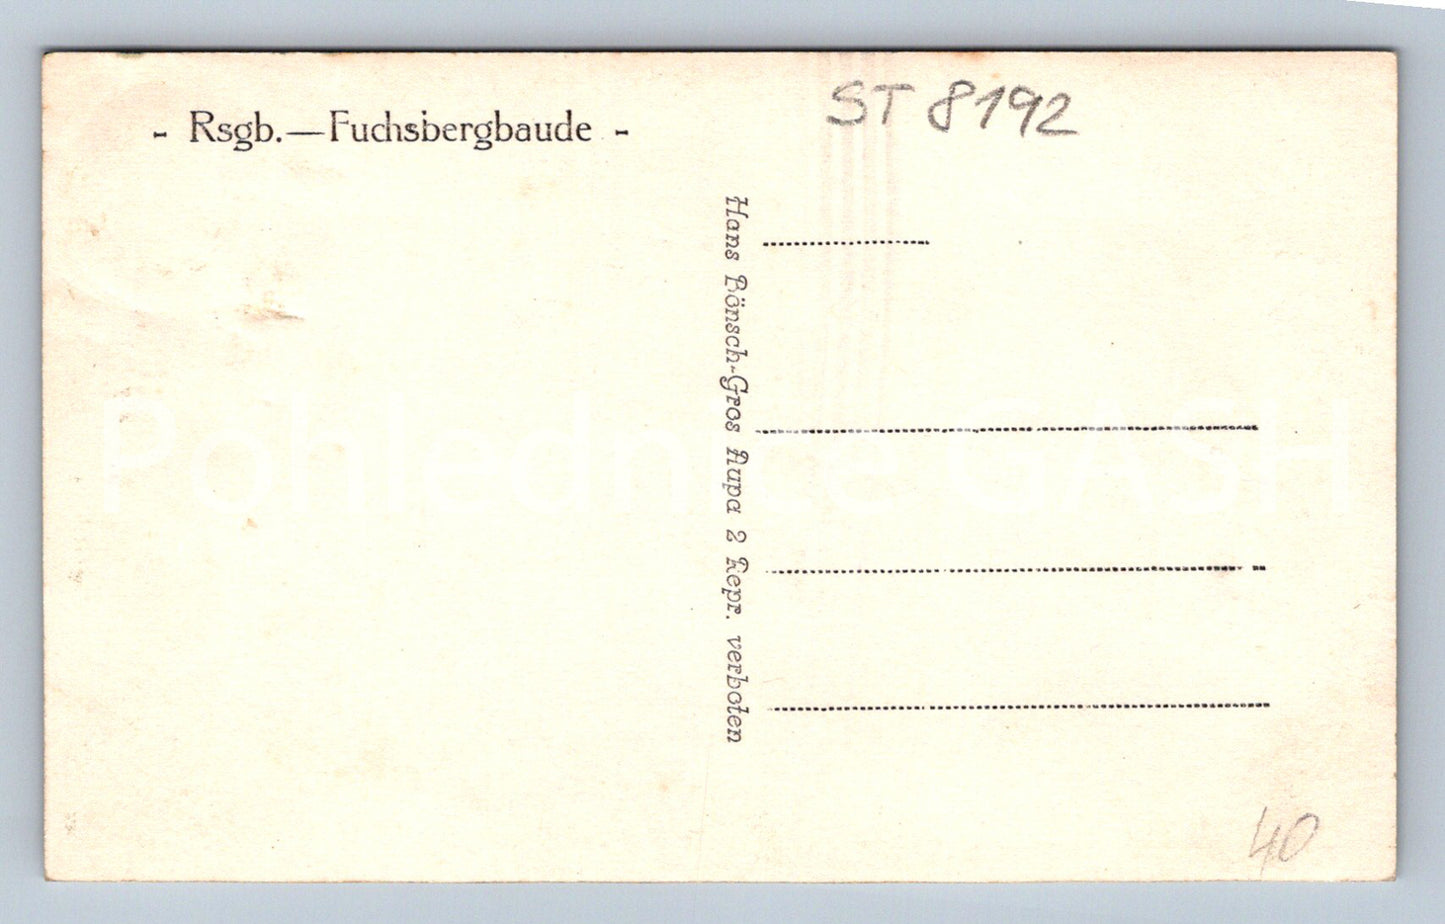 - Rsgb.—Fuchsbergbaude -
ST 8192
Hans Bönsch-Gros Aupa 2 Repr. verboten
Pohlednice GASH
40